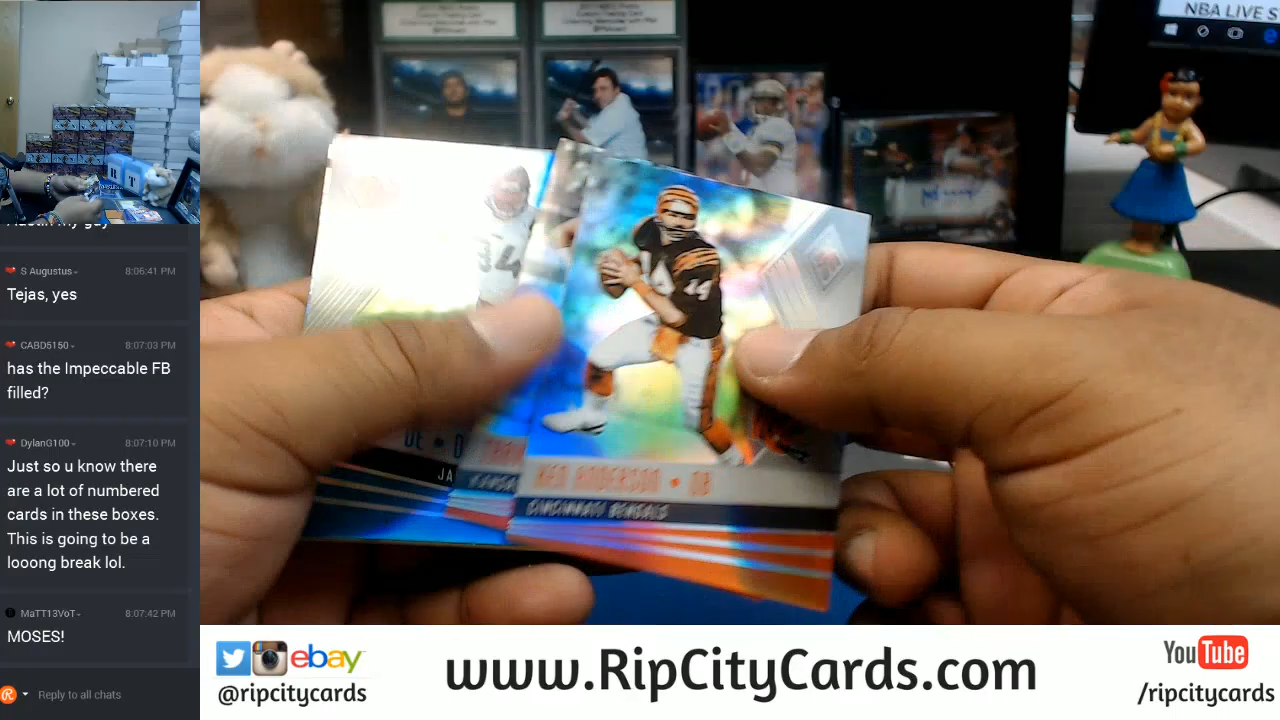 NBA LIVE S
S Augustus
8:06:41 PM
Tejas, yes
CABD5150
8:07:03 PM
has the Impeccable FB
filled?
DylanG100
8:07:10 PM
Just so u know there
are a lot of numbered
cards in these boxes.
This is going to be a
looong break lol.
MaTT13VoT
8:07:42 PM
MOSES!
Reply to all chats
34
14
14
DE • D
JA
KEN ANDERSON • QB
CINCINNATI BENGALS
ebay
@ripcitycards
www.RipCityCards.com
YouTube
/ripcitycards